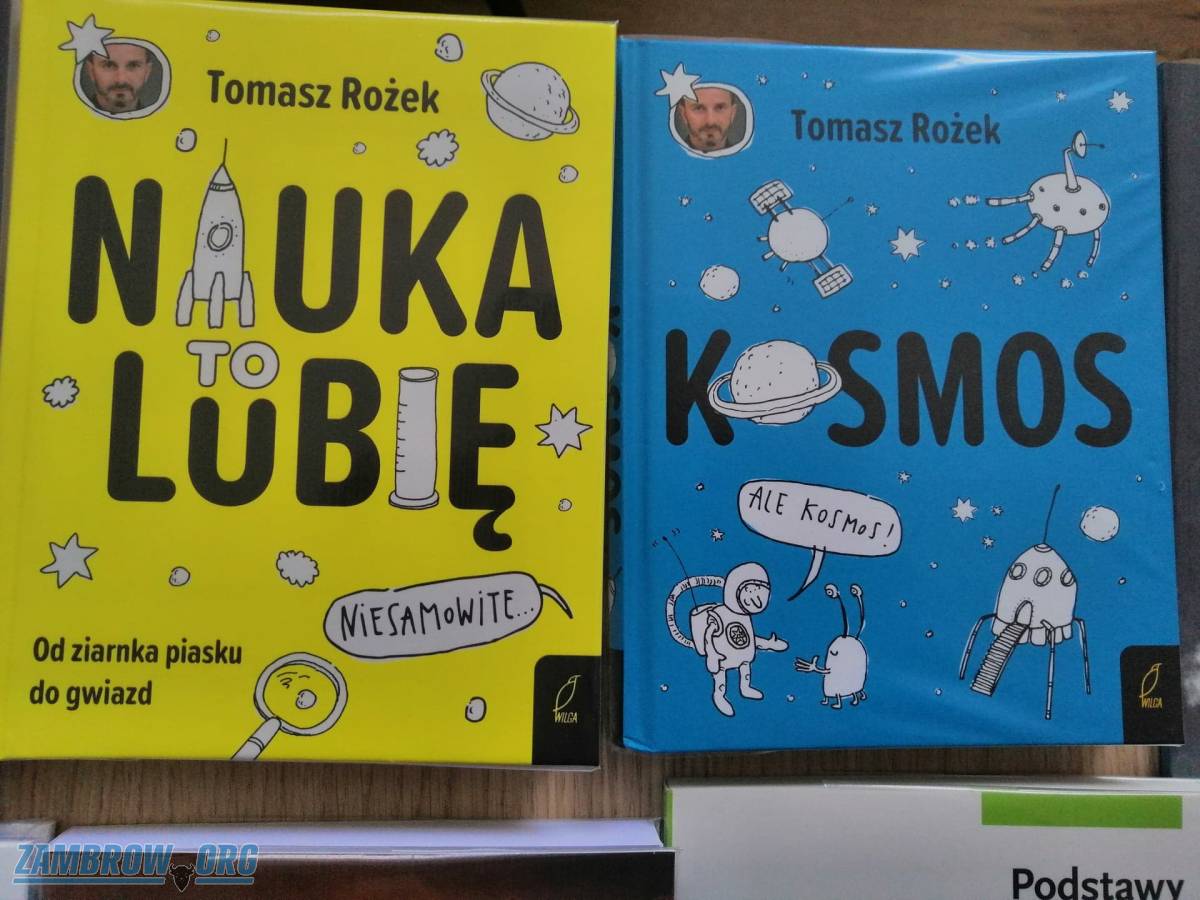 Tomasz Rożek
NAUKA
TO
LUBIĘ
NIESAMOWITE...
Od ziarnka piasku
do gwiazd
WILGA
Tomasz Rożek
KOSMOS
ALE KOSMOS!
WILGA
KOSMOS
Podstawy
ZAMBROW.ORG